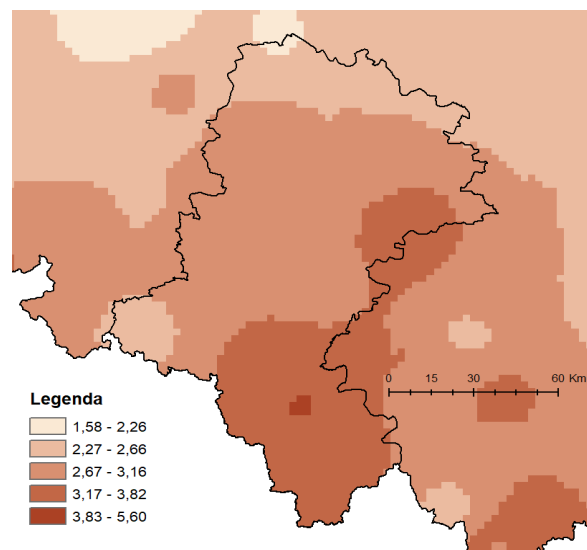 0 15 30 60 Km
Legenda
1,58 - 2,26
2,27 - 2,66
2,67 - 3,16
3,17 - 3,82
3,83 - 5,60